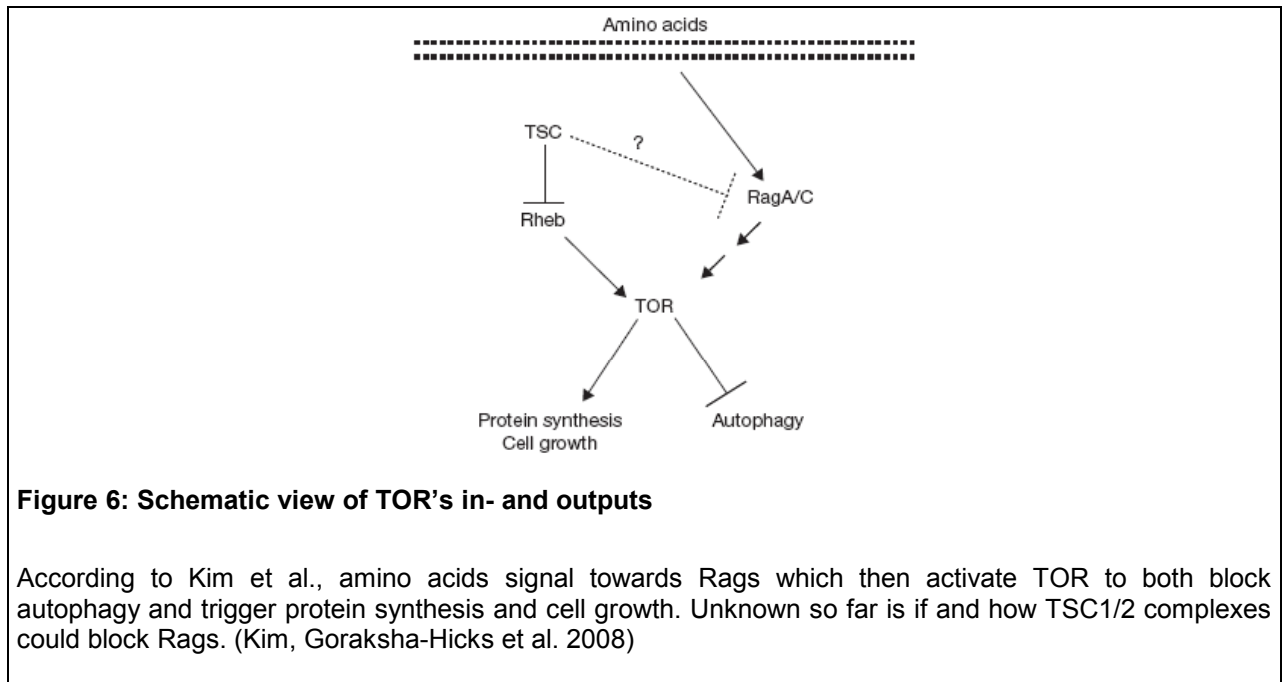 Amino acids
TSC
?
RagA/C
Rheb
TOR
Protein synthesis
Cell growth
Autophagy
Figure 6: Schematic view of TOR's in- and outputs
According to Kim et al., amino acids signal towards Rags which then activate TOR to both block
autophagy and trigger protein synthesis and cell growth. Unknown so far is if and how TSC1/2 complexes
could block Rags. (Kim, Goraksha-Hicks et al. 2008)